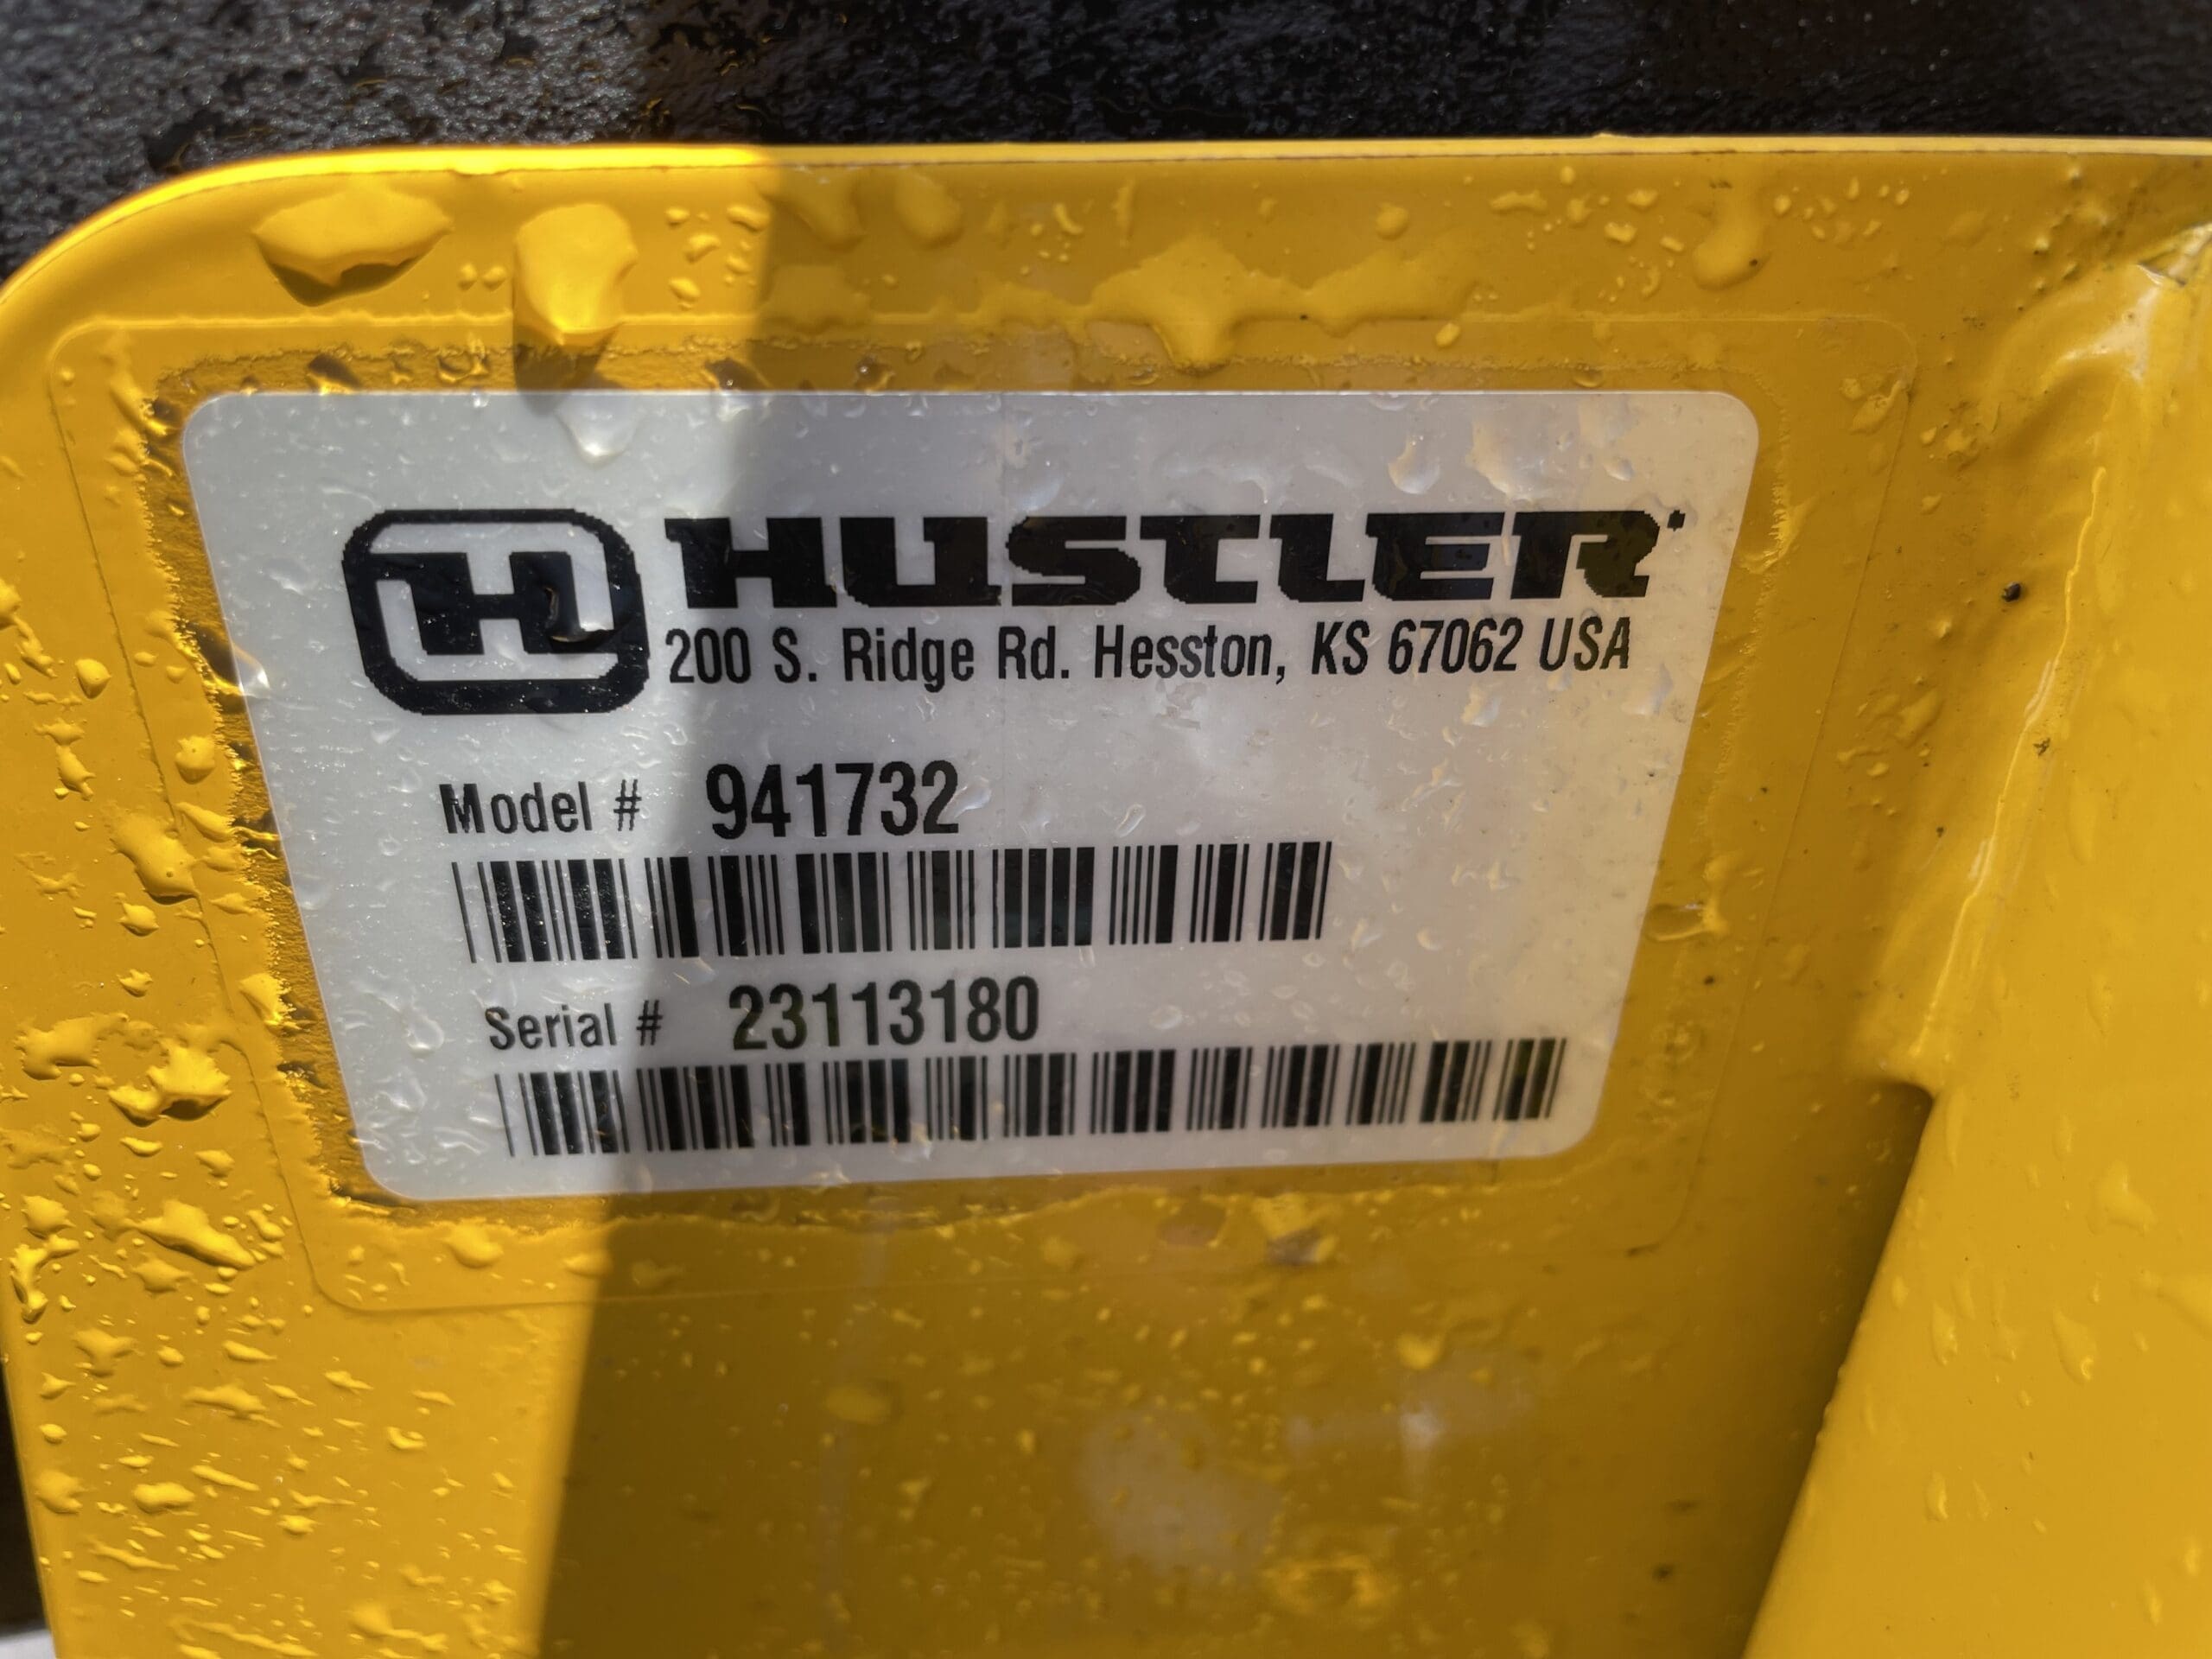 H HUSTLER
200 S. Ridge Rd. Hesston, KS 67062 USA
Model # 941732
Serial # 23113180